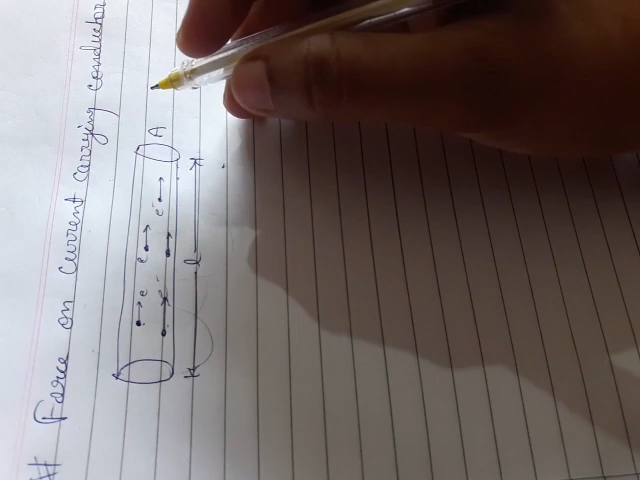 # Force on current carrying conductor
A
e
e
e⁻
e⁻
l